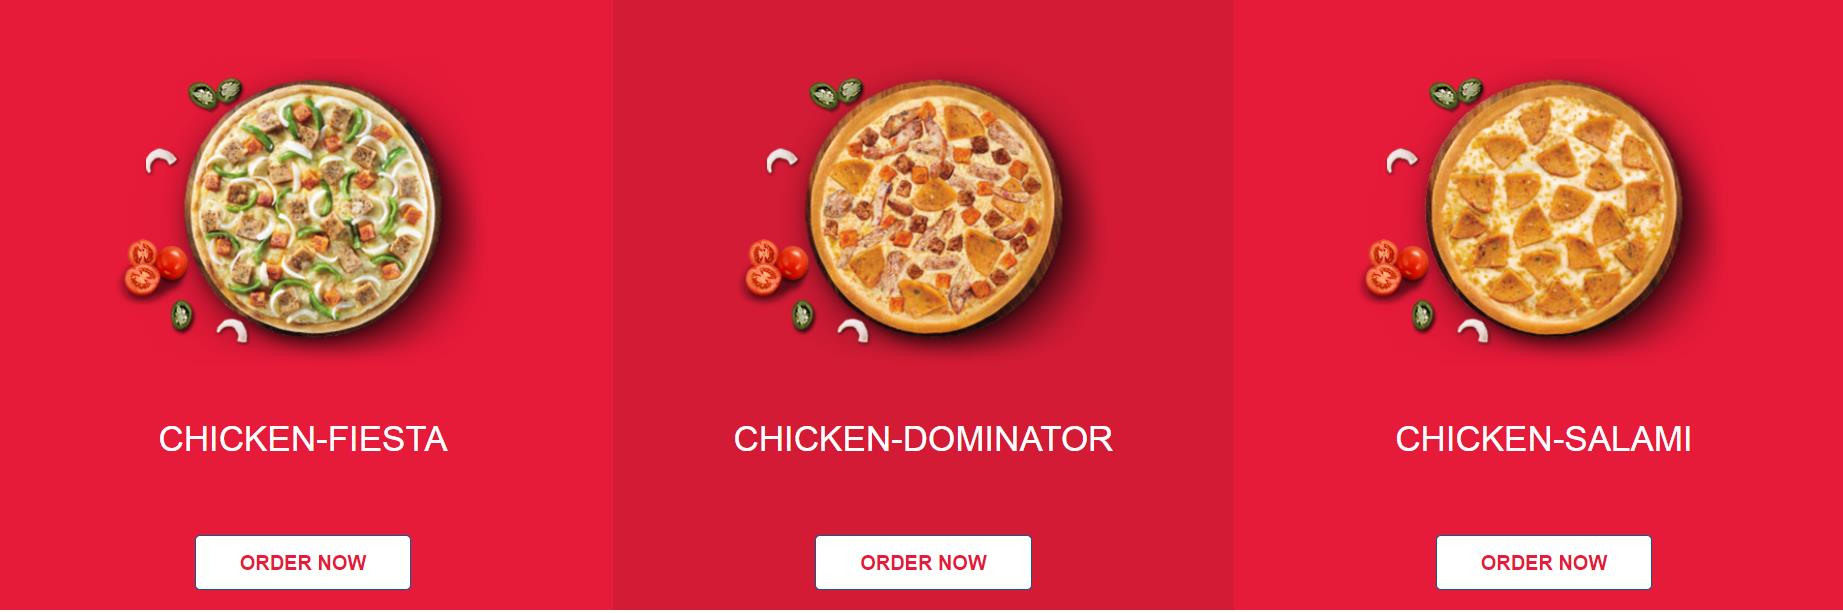 CHICKEN-FIESTA
ORDER NOW
CHICKEN-DOMINATOR
ORDER NOW
CHICKEN-SALAMI
ORDER NOW